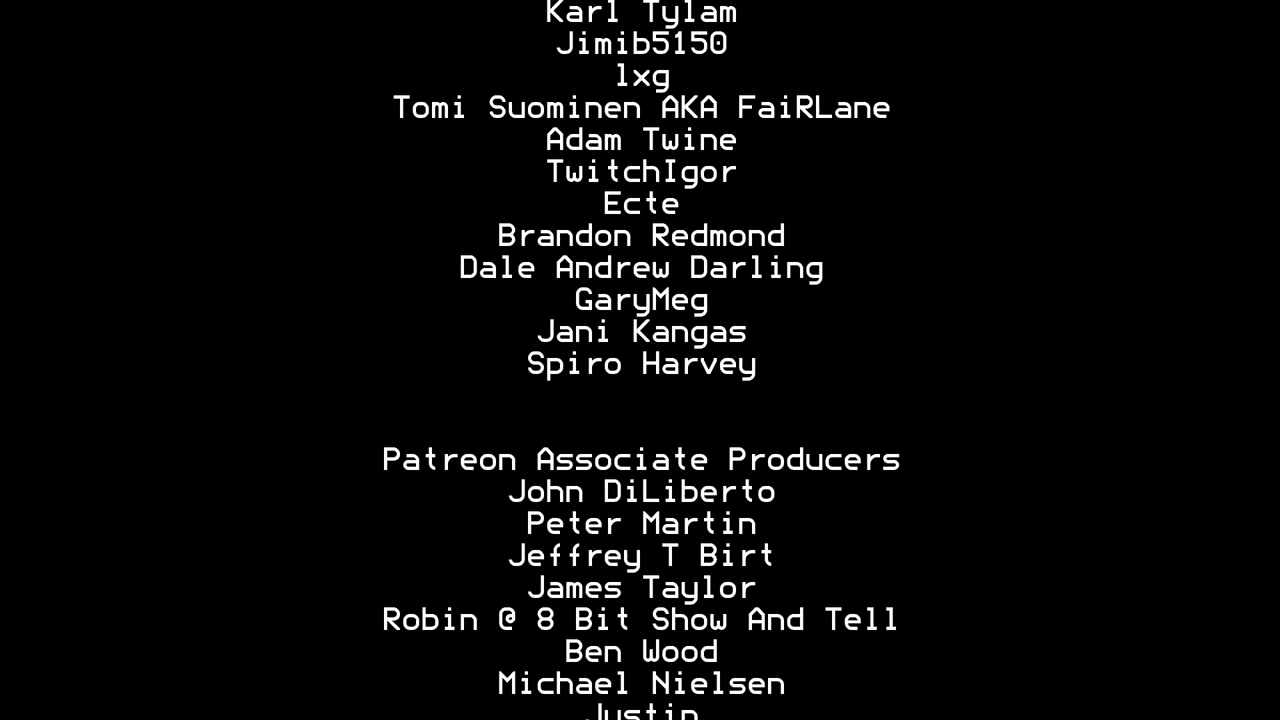 Karl Tylam
Jimib5150
lxg
Tomi Suominen AKA FaiRLane
Adam Twine
TwitchIgor
Ecte
Brandon Redmond
Dale Andrew Darling
GaryMeg
Jani Kangas
Spiro Harvey
Patreon Associate Producers
John DiLiberto
Peter Martin
Jeffrey T Birt
James Taylor
Robin @ 8 Bit Show And Tell
Ben Wood
Michael Nielsen
Justin